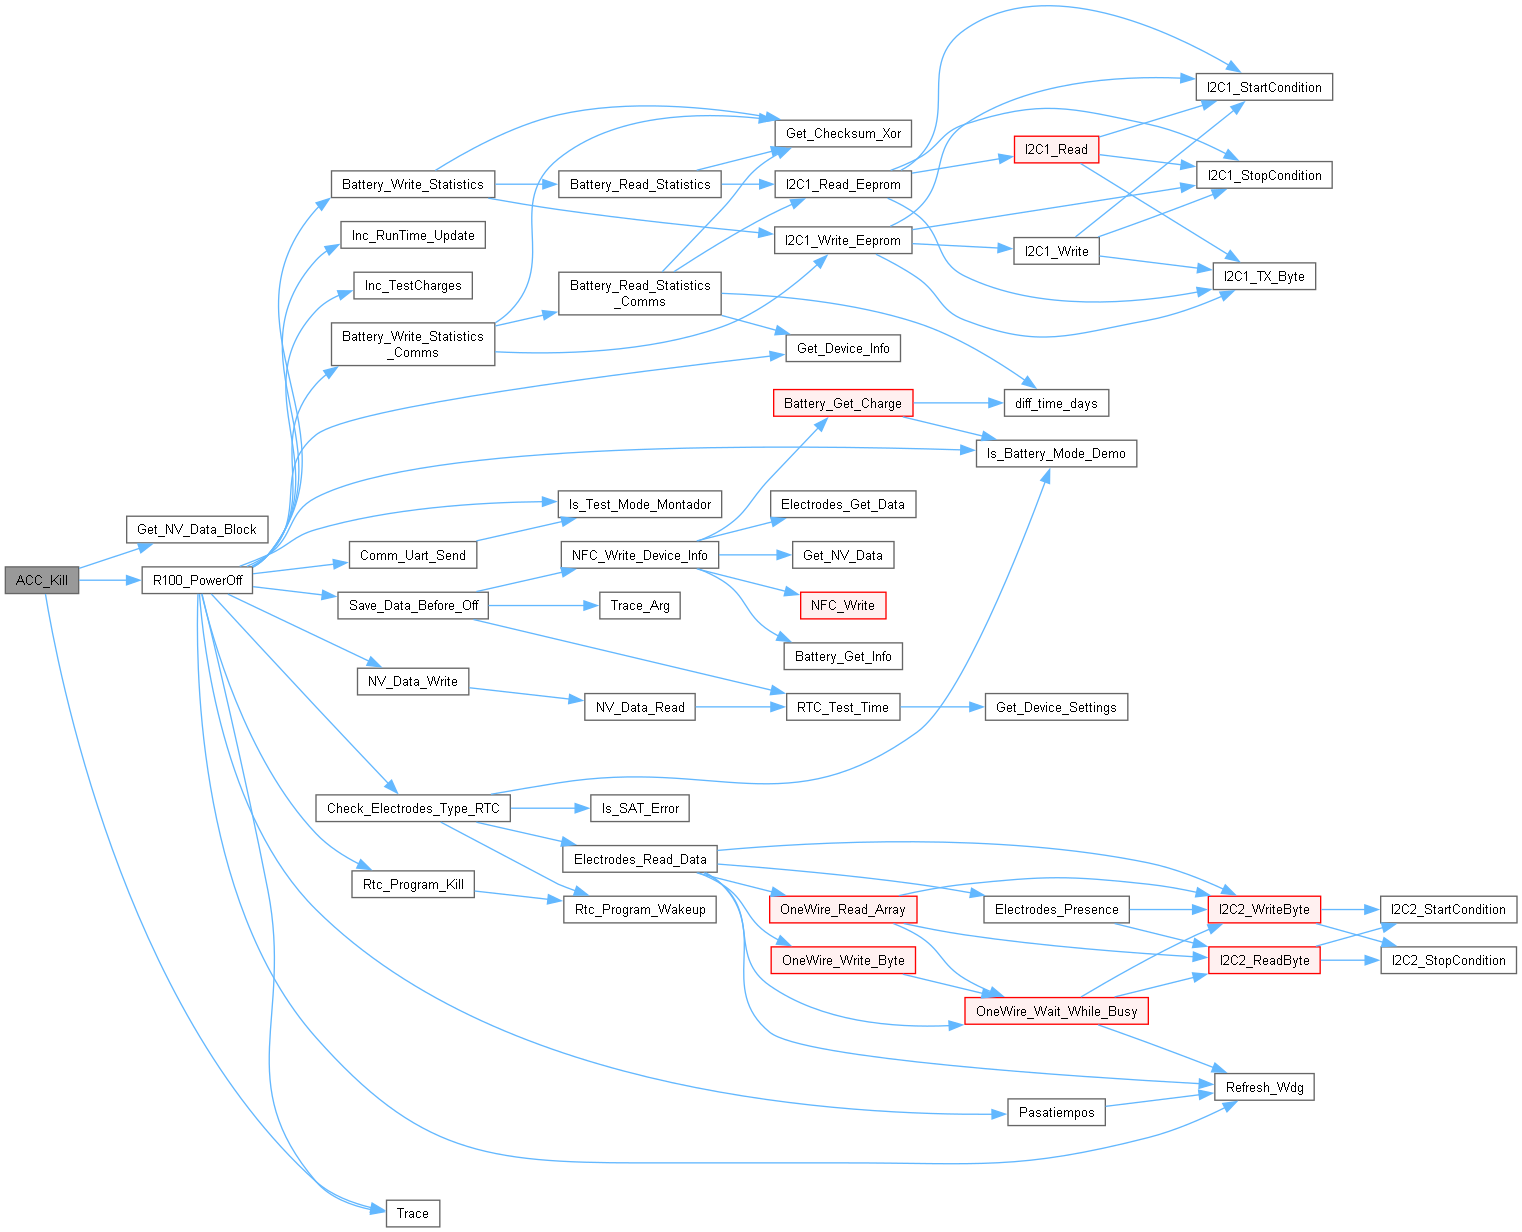 ACC_Kill
Get_NV_Data_Block
R100_PowerOff
Battery_Write_Statistics
Inc_RunTime_Update
Inc_TestCharges
Battery_Write_Statistics
_Comms
Comm_Uart_Send
Save_Data_Before_Off
NV_Data_Write
Check_Electrodes_Type_RTC
Rtc_Program_Kill
Trace
Battery_Read_Statistics
Battery_Read_Statistics
_Comms
Is_Test_Mode_Montador
NFC_Write_Device_Info
Trace_Arg
NV_Data_Read
Is_SAT_Error
Electrodes_Read_Data
Rtc_Program_Wakeup
Get_Checksum_Xor
I2C1_Read_Eeprom
I2C1_Write_Eeprom
Get_Device_Info
Battery_Get_Charge
Electrodes_Get_Data
Get_NV_Data
NFC_Write
Battery_Get_Info
RTC_Test_Time
OneWire_Read_Array
OneWire_Write_Byte
I2C1_Read
I2C1_Write
diff_time_days
Is_Battery_Mode_Demo
Get_Device_Settings
Electrodes_Presence
OneWire_Wait_While_Busy
Pasatiempos
I2C1_StartCondition
I2C1_StopCondition
I2C1_TX_Byte
I2C2_WriteByte
I2C2_ReadByte
Refresh_Wdg
I2C2_StartCondition
I2C2_StopCondition